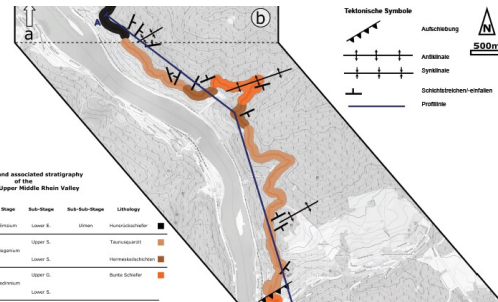 A
a
b
Tektonische Symbole
Aufschiebung
Antiklinale
Synklinale
Schichtstreichen/-einfallen
Profillinie
N
500m
and associated stratigraphy
of the
Upper Middle Rhein Valley
Stage Sub-Stage Sub-Sub-Stage Lithology
Lower E. Ulmen Hunsrückschiefer
Upper S. Taunusquarzit
Lower S. Hermeskeilschichten
Upper G. Bunte Schiefer
Lower S.